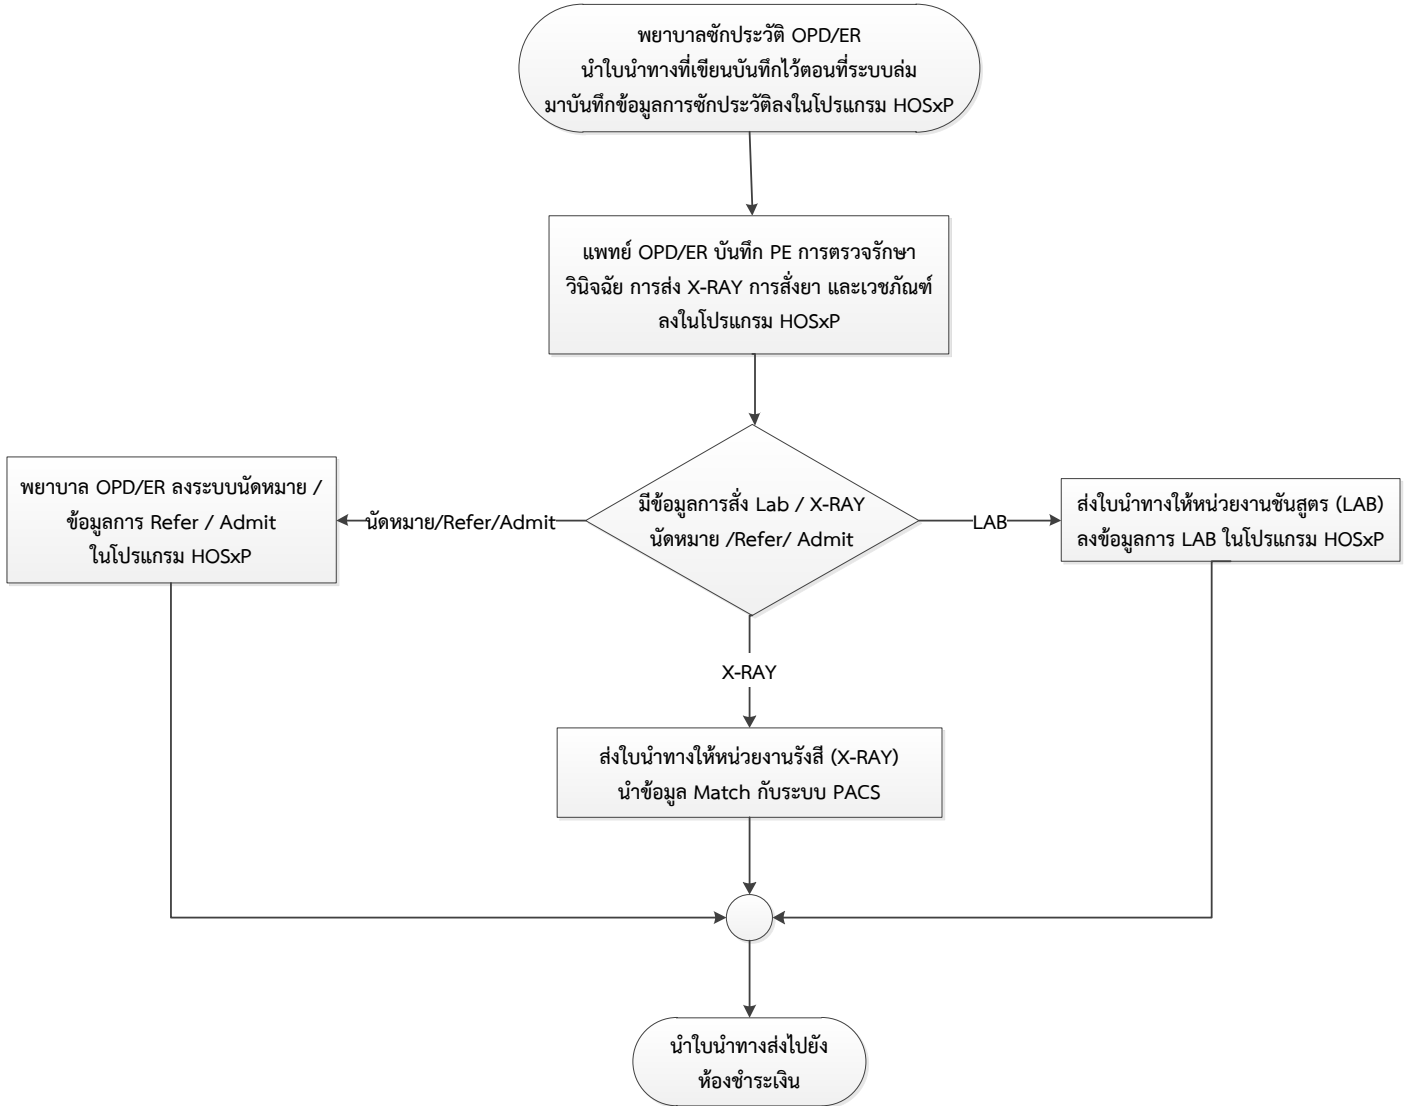 พยาบาลซักประวัติ OPD/ER
นำใบนำทางที่เขียนบันทึกไว้ตอนที่ระบบล่ม
มาบันทึกข้อมูลการซักประวัติลงในโปรแกรม HOSxP
แพทย์ OPD/ER บันทึก PE การตรวจรักษา
วินิจฉัย การส่ง X-RAY การสั่งยา และเวชภัณฑ์
ลงในโปรแกรม HOSxP
พยาบาล OPD/ER ลงระบบนัดหมาย /
ข้อมูลการ Refer / Admit
ในโปรแกรม HOSxP
นัดหมาย/Refer/Admit
มีข้อมูลการสั่ง Lab / X-RAY
นัดหมาย /Refer/ Admit
LAB
ส่งใบนำทางให้หน่วยงานชันสูตร (LAB)
ลงข้อมูลการ LAB ในโปรแกรม HOSxP
X-RAY
ส่งใบนำทางให้หน่วยงานรังสี (X-RAY)
นำข้อมูล Match กับระบบ PACS
นำใบนำทางส่งไปยัง
ห้องชำระเงิน